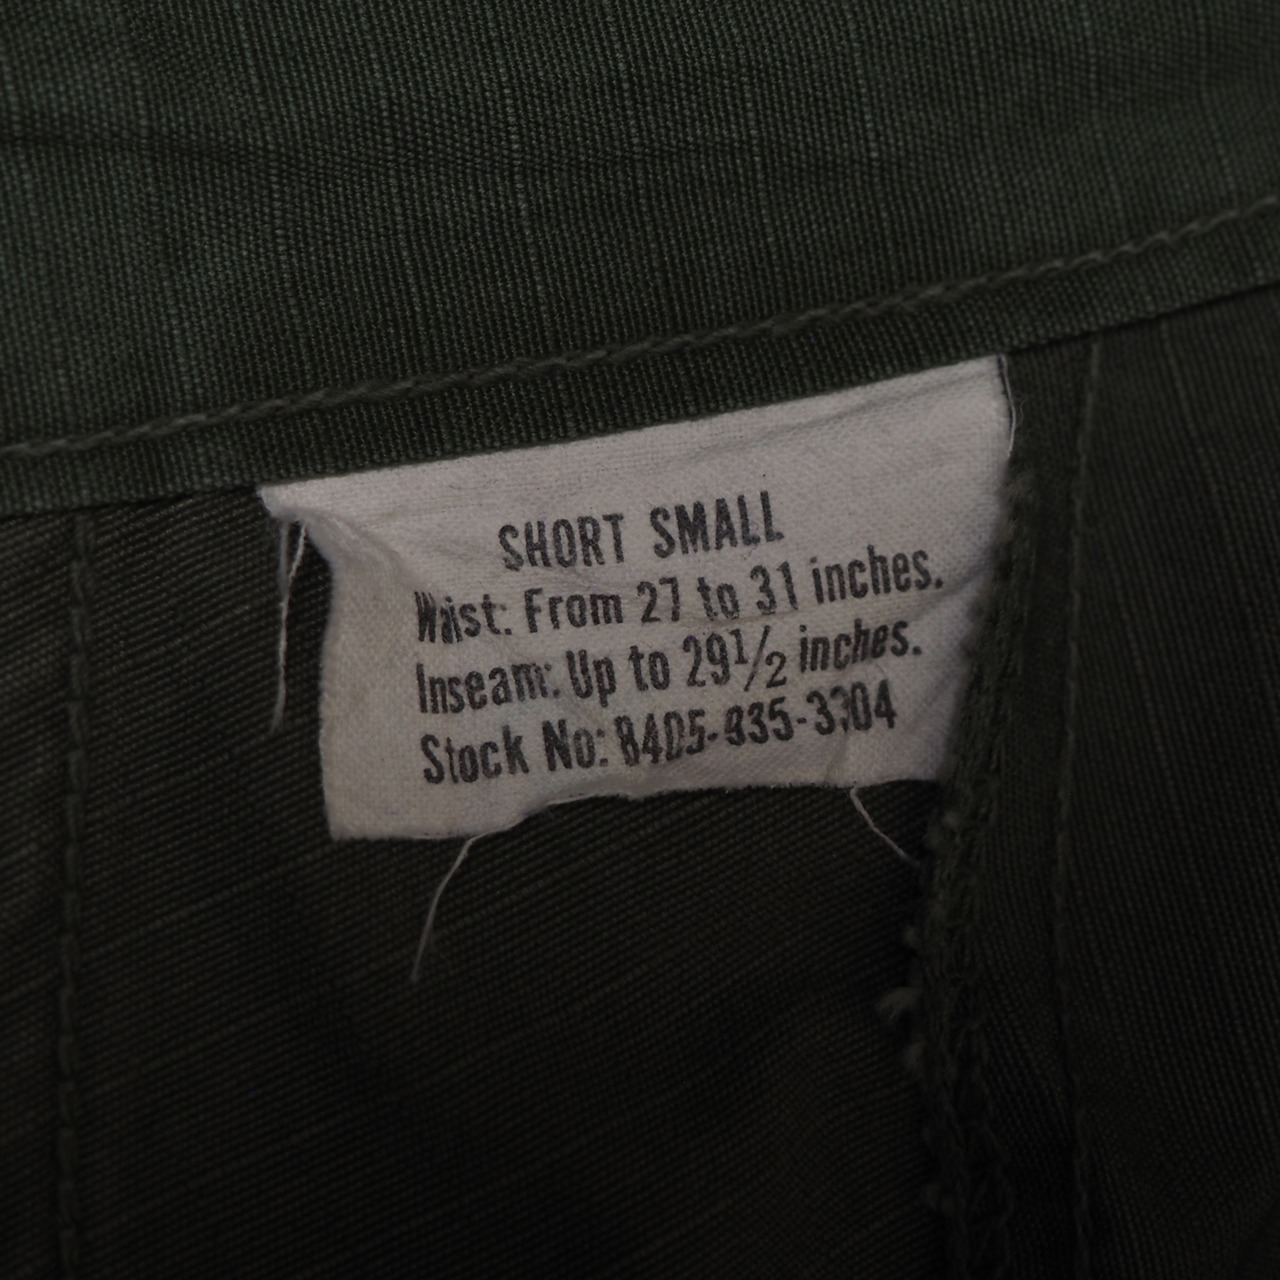 SHORT SMALL
Waist: From 27 to 31 inches.
Inseam: Up to 29½ inches.
Stock No: 8405-935-3304